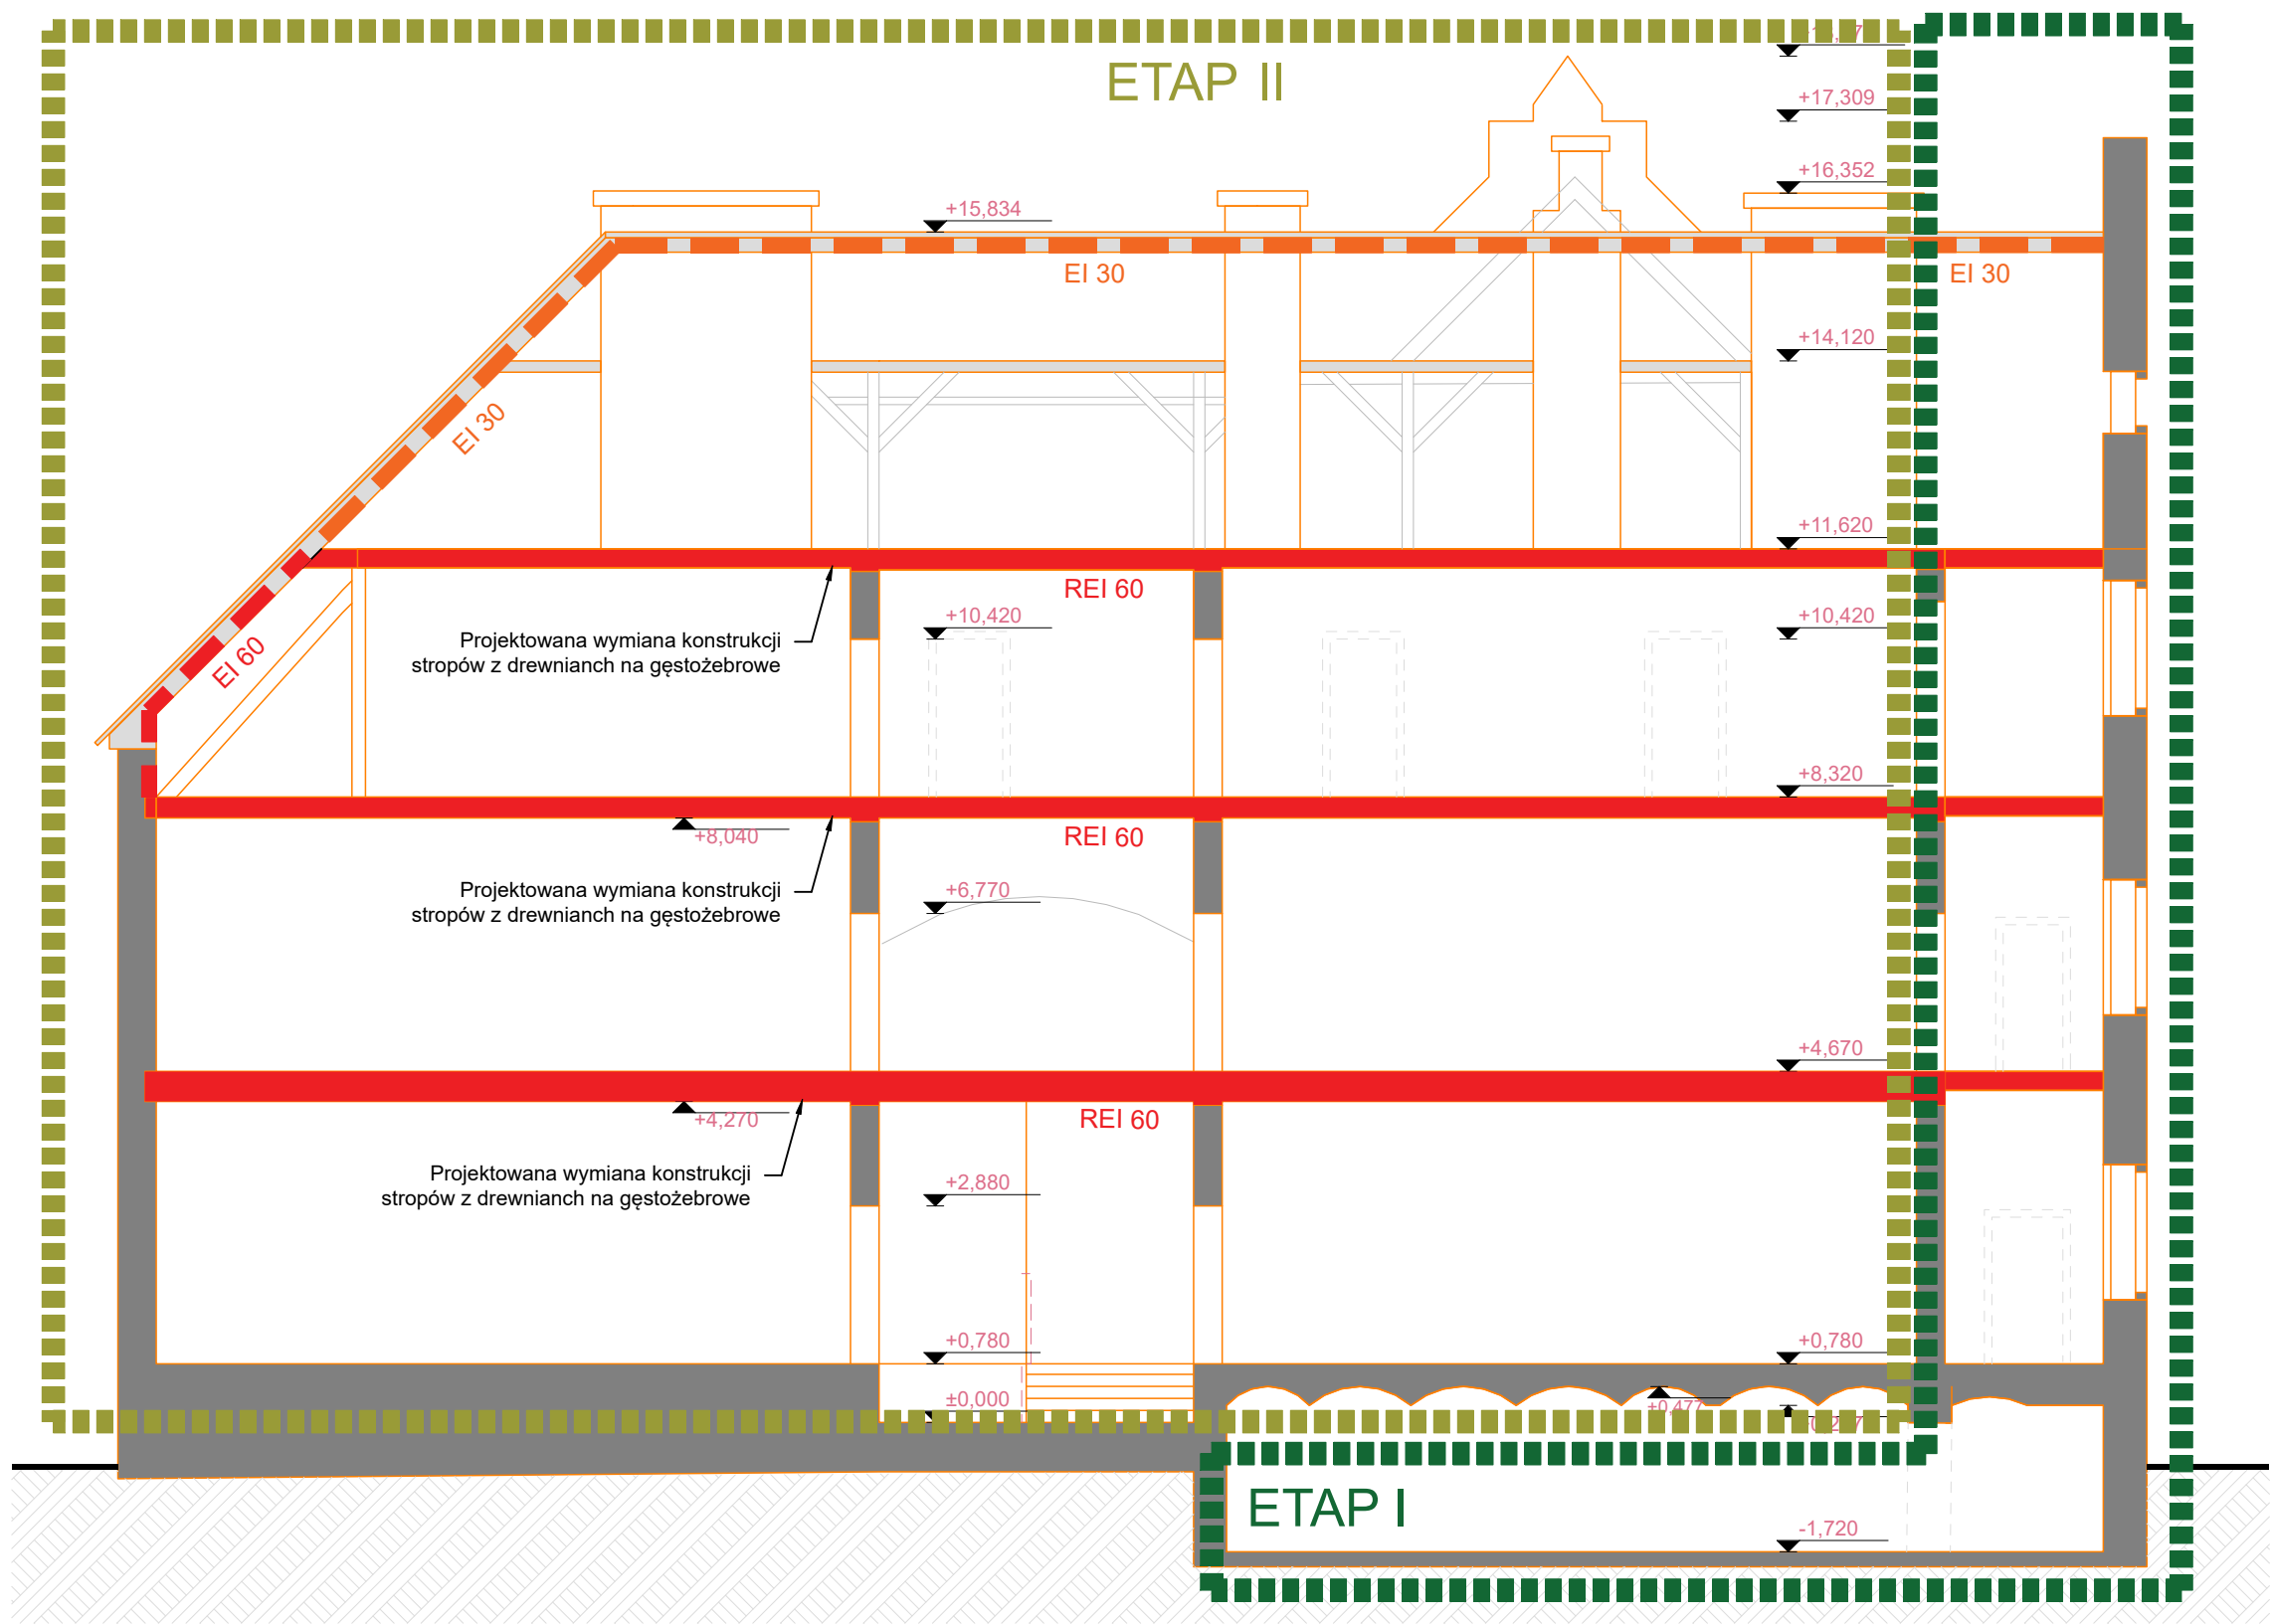 ETAP II
+17,309
+16,352
+15,834
EI 30
EI 30
+14,120
EI 30
+11,620
REI 60
+10,420
+10,420
Projektowana wymiana konstrukcji
stropów z drewnianch na gęstożebrowe
EI 60
+8,320
+8,040
REI 60
Projektowana wymiana konstrukcji
stropów z drewnianch na gęstożebrowe
+6,770
+4,670
+4,270
REI 60
Projektowana wymiana konstrukcji
stropów z drewnianch na gęstożebrowe
+2,880
+0,780
+0,780
±0,000
+0,477
ETAP I
-1,720